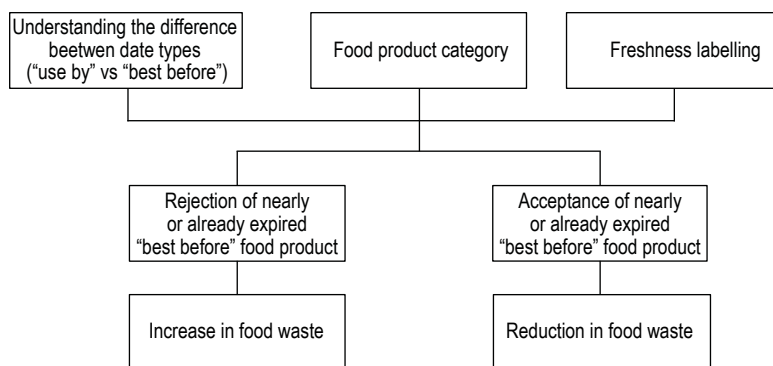 Understanding the difference
beetwen date types
(“use by” vs “best before”)
Food product category
Freshness labelling
Rejection of nearly
or already expired
“best before” food product
Acceptance of nearly
or already expired
“best before” food product
Increase in food waste
Reduction in food waste